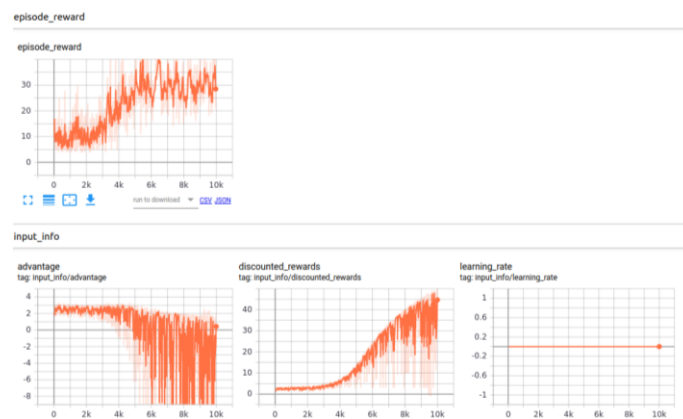 episode_reward
episode_reward
30
20
10
0
0 2k 4k 6k 8k 10k
run to download CSV JSON
input_info
advantage
tag: input_info/advantage
4
2
0
-2
-4
-6
-8
0 2k 4k 6k 8k 10k
discounted_rewards
tag: input_info/discounted_rewards
40
30
20
10
0
0 2k 4k 6k 8k 10k
learning_rate
tag: input_info/learning_rate
1
0.6
0.2
-0.2
-0.6
-1
0 2k 4k 6k 8k 10k